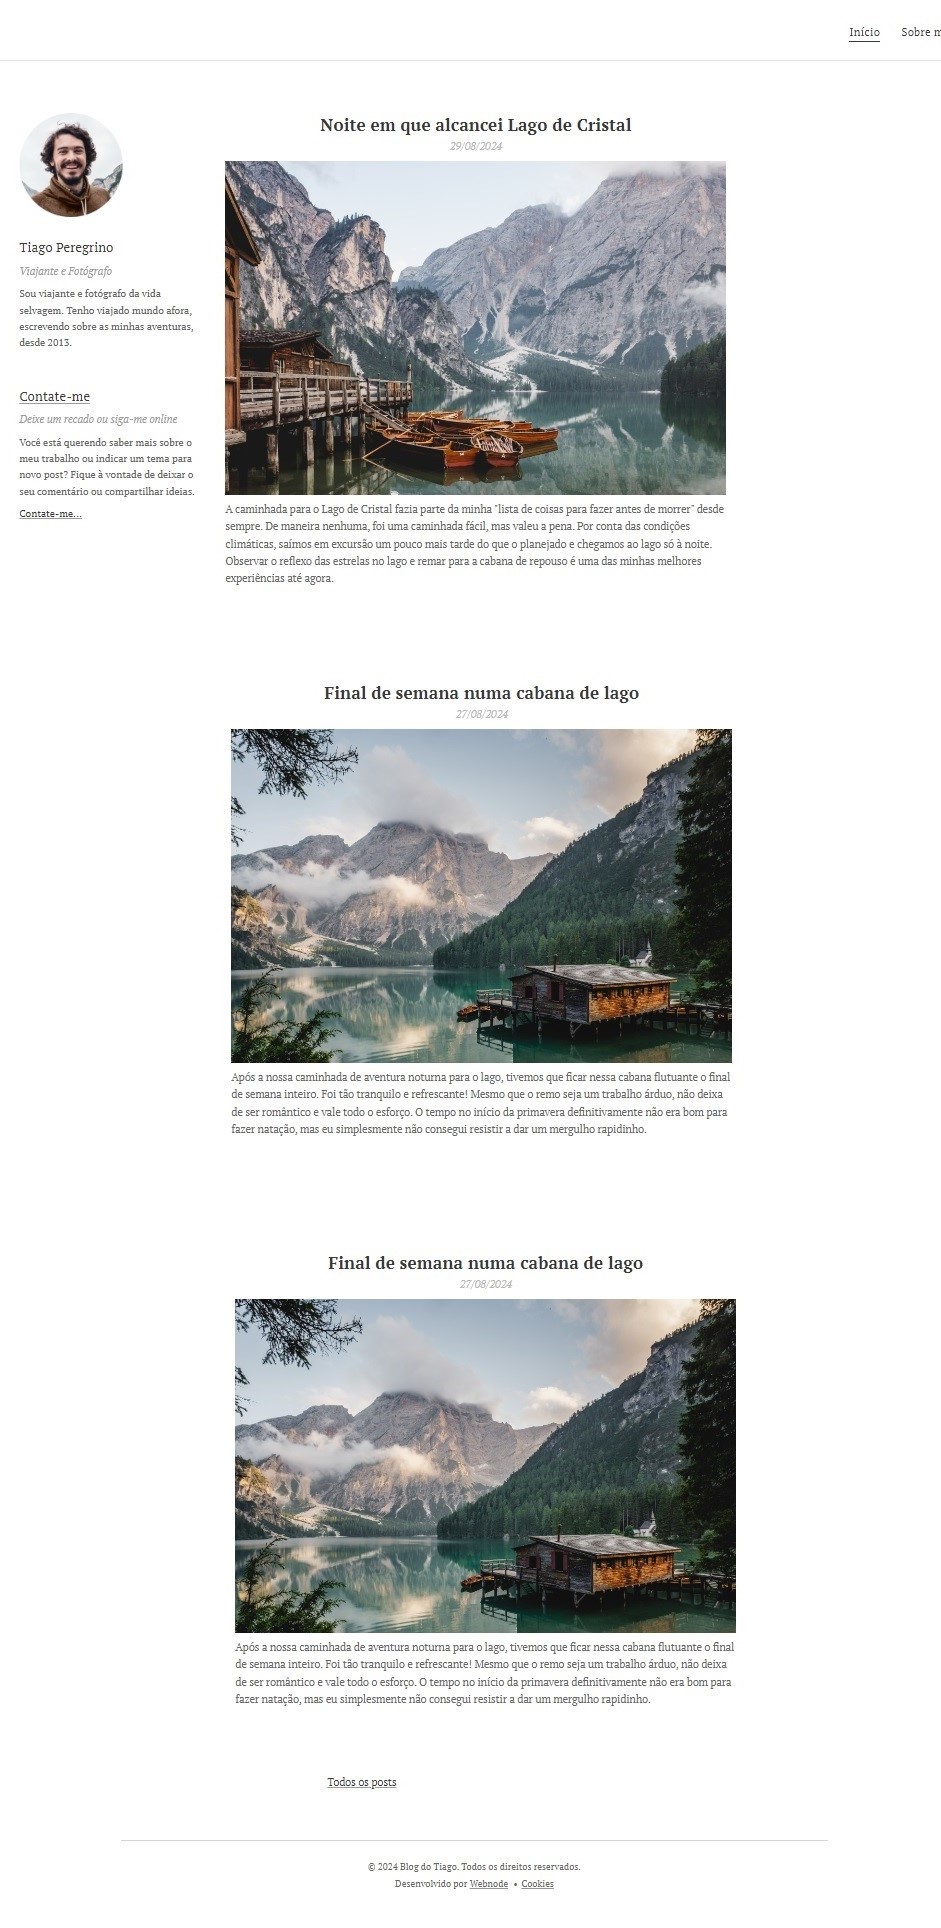 Início Sobre m
Tiago Peregrino
Viajante e Fotógrafo
Sou viajante e fotógrafo da vida
selvagem. Tenho viajado mundo afora,
escrevendo sobre as minhas aventuras,
desde 2013.
Contate-me
Deixe um recado ou siga-me online
Você está querendo saber mais sobre o
meu trabalho ou indicar um tema para
novo post? Fique à vontade de deixar o
seu comentário ou compartilhar ideias.
Contate-me...
Noite em que alcancei Lago de Cristal
29/08/2024
A caminhada para o Lago de Cristal fazia parte da minha "lista de coisas para fazer antes de morrer" desde
sempre. De maneira nenhuma, foi uma caminhada fácil, mas valeu a pena. Por conta das condições
climáticas, saímos em excursão um pouco mais tarde do que o planejado e chegamos ao lago só à noite.
Observar o reflexo das estrelas no lago e remar para a cabana de repouso é uma das minhas melhores
experiências até agora.
Final de semana numa cabana de lago
27/08/2024
Após a nossa caminhada de aventura noturna para o lago, tivemos que ficar nessa cabana flutuante o final
de semana inteiro. Foi tão tranquilo e refrescante! Mesmo que o remo seja um trabalho árduo, não deixa
de ser romântico e vale todo o esforço. O tempo no início da primavera definitivamente não era bom para
fazer natação, mas eu simplesmente não consegui resistir a dar um mergulho rapidinho.
Final de semana numa cabana de lago
27/08/2024
Após a nossa caminhada de aventura noturna para o lago, tivemos que ficar nessa cabana flutuante o final
de semana inteiro. Foi tão tranquilo e refrescante! Mesmo que o remo seja um trabalho árduo, não deixa
de ser romântico e vale todo o esforço. O tempo no início da primavera definitivamente não era bom para
fazer natação, mas eu simplesmente não consegui resistir a dar um mergulho rapidinho.
Todos os posts
© 2024 Blog do Tiago. Todos os direitos reservados.
Desenvolvido por Webnode • Cookies